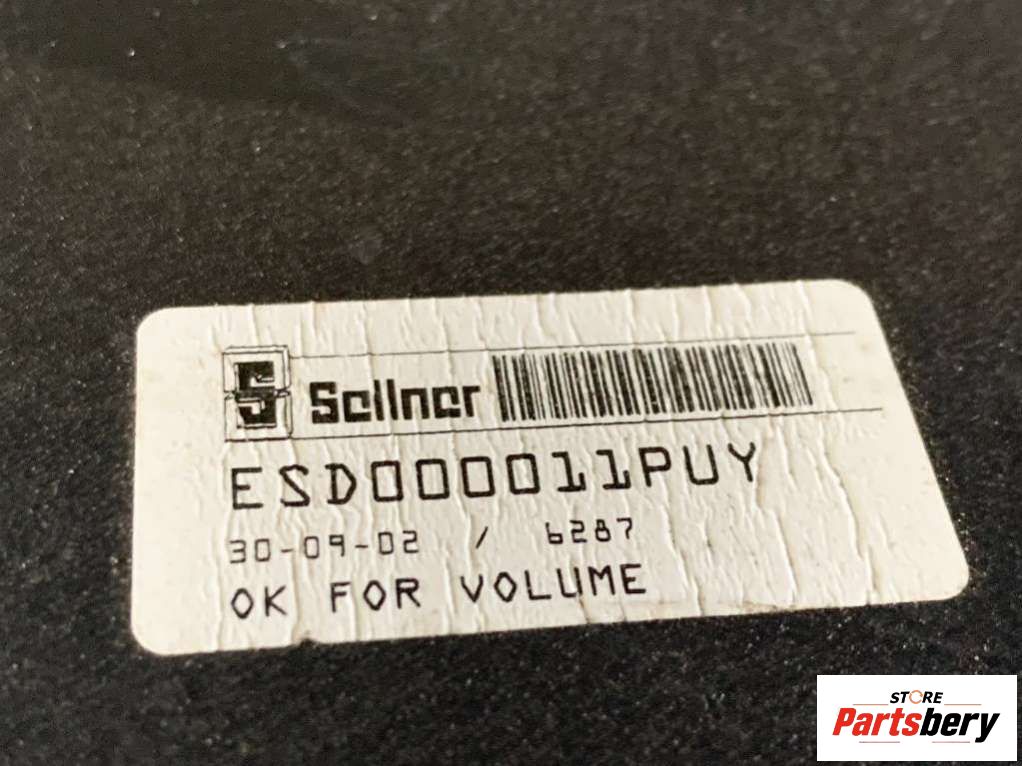 S Sellner
ESD000011PUY
30-09-02 / 6287
OK FOR VOLUME
STORE
Partsbery